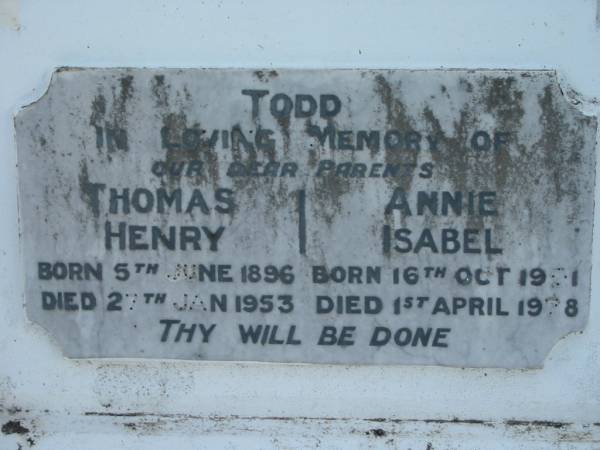 TODD
IN LOVING MEMORY OF
OUR DEAR PARENTS
THOMAS HENRY
ANNIE ISABEL
BORN 5TH JUNE 1896 BORN 16TH OCT
DIED JAN 1953 DIED 1ST APRIL
THY WILL BE DONE